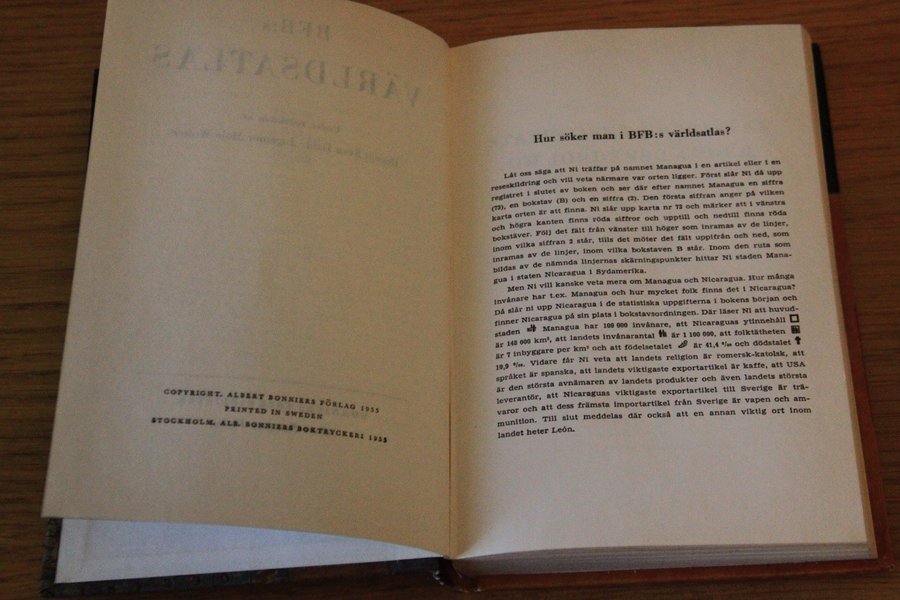 COPYRIGHT. ALBERT BONNIERS FÖRLAG 1955
PRINTED IN SWEDEN
STOCKHOLM. ALB. BONNIERS BOKTRYCKERI 1955
Hur söker man i BFB:s världsatlas?
Låt oss säga att Ni träffar på namnet Managua i en artikel eller i en
reseskildring och vill veta närmare var orten ligger. Först slår Ni då upp
registret i slutet av boken och ser där efter namnet Managua en siffra
(73), en bokstav (B) och en siffra (2). Den första siffran anger på vilken
karta orten är att finna. Ni slår upp karta nr 73 och märker att i vänstra
och högra kanten finns röda siffror och upptill och nedtill finns röda
bokstäver. Följ det fält från vänster till höger som inramas av de linjer,
inom vilka siffran 2 står, tills det möter det fält uppifrån och ned, som
inramas av de linjer, inom vilka bokstaven B står. Inom den ruta som
bildas av de nämnda linjernas skärningspunkter hittar Ni staden Mana-
gua i staten Nicaragua i Sydamerika.
Men Ni vill kanske veta mera om Managua och Nicaragua. Hur många
invånare har t.ex. Managua och hur mycket folk finns det i Nicaragua?
Då slår ni upp Nicaragua i de statistiska uppgifterna i bokens början och
finner Nicaragua på sin plats i bokstavsordningen. Där läser Ni att huvud-
staden Managua har 109 000 invånare, att Nicaraguas ytinnehåll
är 148 000 km², att landets invånarantal är 1 100 000, att folktätheten
är 7 inbyggare per km² och att födelsetalet är 41,4 ‰ och dödstalet
19,9 ‰. Vidare får Ni veta att landets religion är romersk-katolsk, att
språket är spanska, att landets viktigaste exportartikel är kaffe, att USA
är den största avnämaren av landets produkter och även landets största
leverantör, att Nicaraguas viktigaste exportartikel till Sverige är trä-
varor och att dess främsta importartikel från Sverige är vapen och am-
munition. Till slut meddelas där också att en annan viktig ort inom
landet heter León.